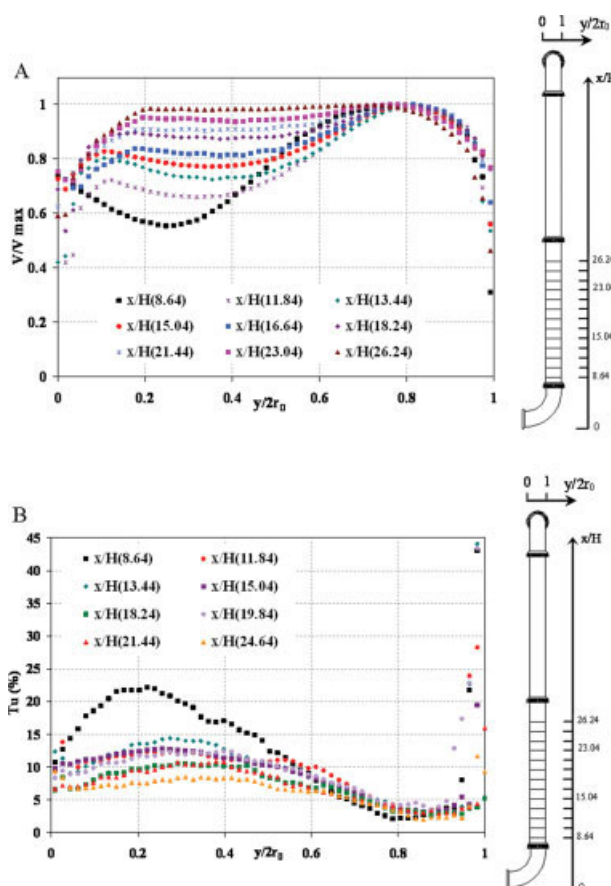 A
0 1 y/2r₀
x/H
V/V max
1
0.8
0.6
0.4
0.2
0
x/H(8.64) x/H(11.84) x/H(13.44)
x/H(15.04) x/H(16.64) x/H(18.24)
x/H(21.44) x/H(23.04) x/H(26.24)
0 0.2 0.4 0.6 0.8 1
y/2r₀
26.24
23.04
15.04
8.64
0
B
0 1 y/2r₀
x/H
Tu (%)
45
40
35
30
25
20
15
10
5
0
x/H(8.64) x/H(11.84)
x/H(13.44) x/H(15.04)
x/H(18.24) x/H(19.84)
x/H(21.44) x/H(24.64)
0 0.2 0.4 0.6 0.8 1
y/2r₀
26.24
23.04
15.04
8.64
0